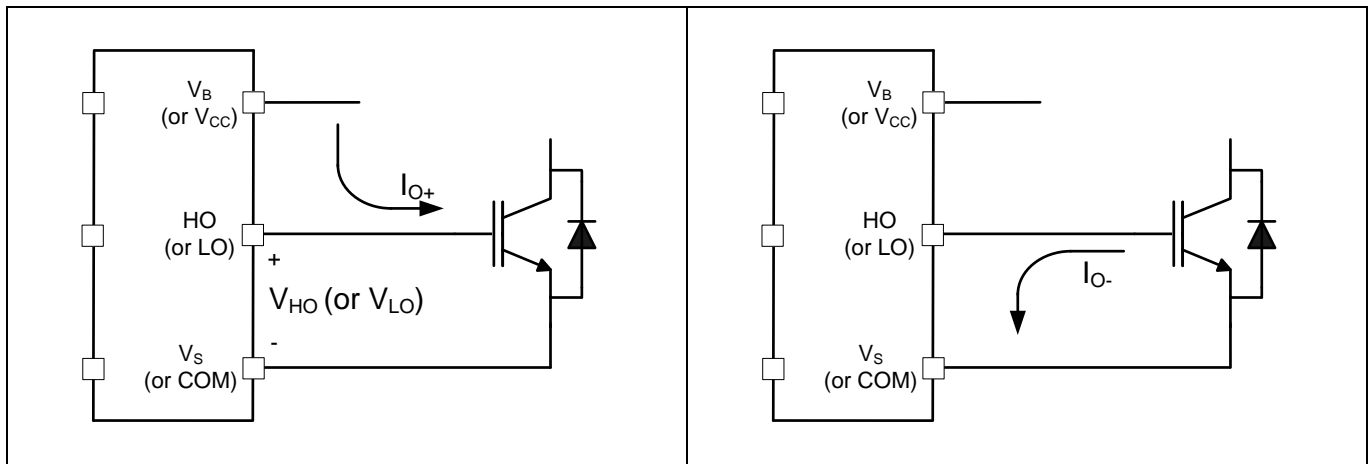 V_B
(or V_CC)
I_O+
HO
(or LO)
+
V_HO (or V_LO)
-
V_S
(or COM)
V_B
(or V_CC)
HO
(or LO)
I_O-
V_S
(or COM)